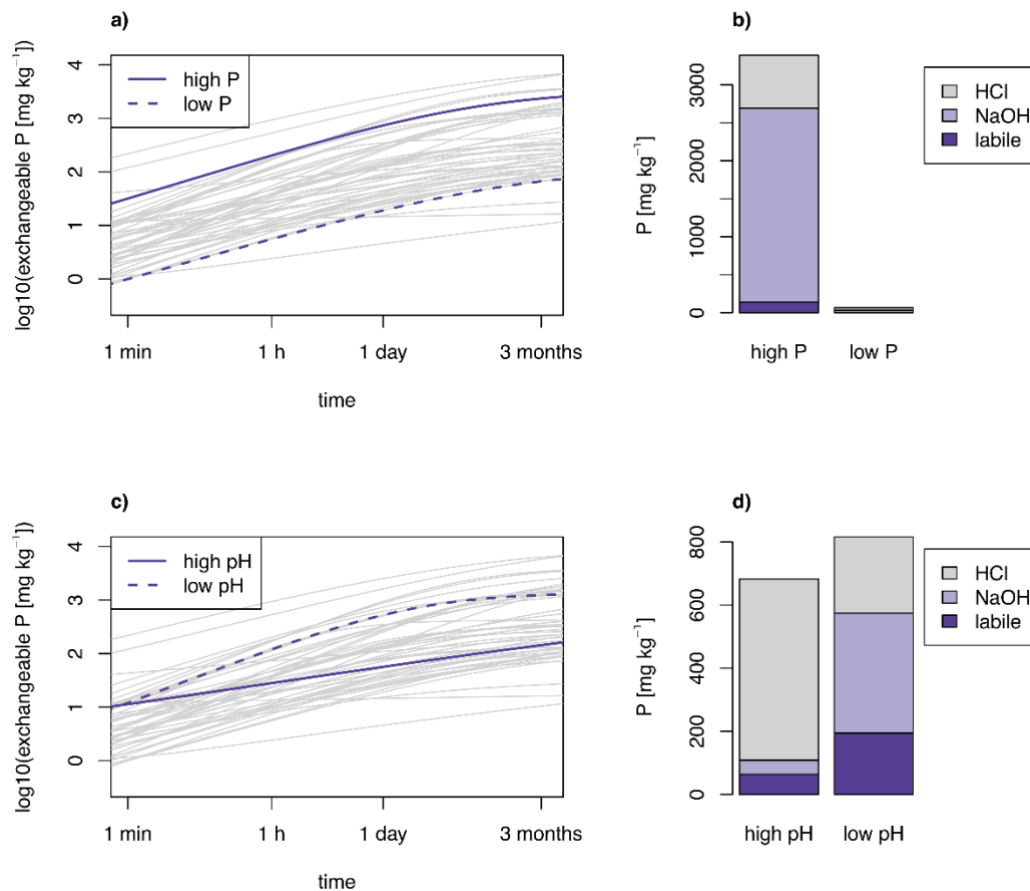 a)
log10(exchangeable P [mg kg⁻¹])
4
3
2
1
0
high P
low P
1 min
1 h
1 day
3 months
time
b)
P [mg kg⁻¹]
3000
2000
1000
0
high P
low P
HCl
NaOH
labile
c)
log10(exchangeable P [mg kg⁻¹])
4
3
2
1
0
high pH
low pH
1 min
1 h
1 day
3 months
time
d)
P [mg kg⁻¹]
800
600
400
200
0
high pH
low pH
HCl
NaOH
labile